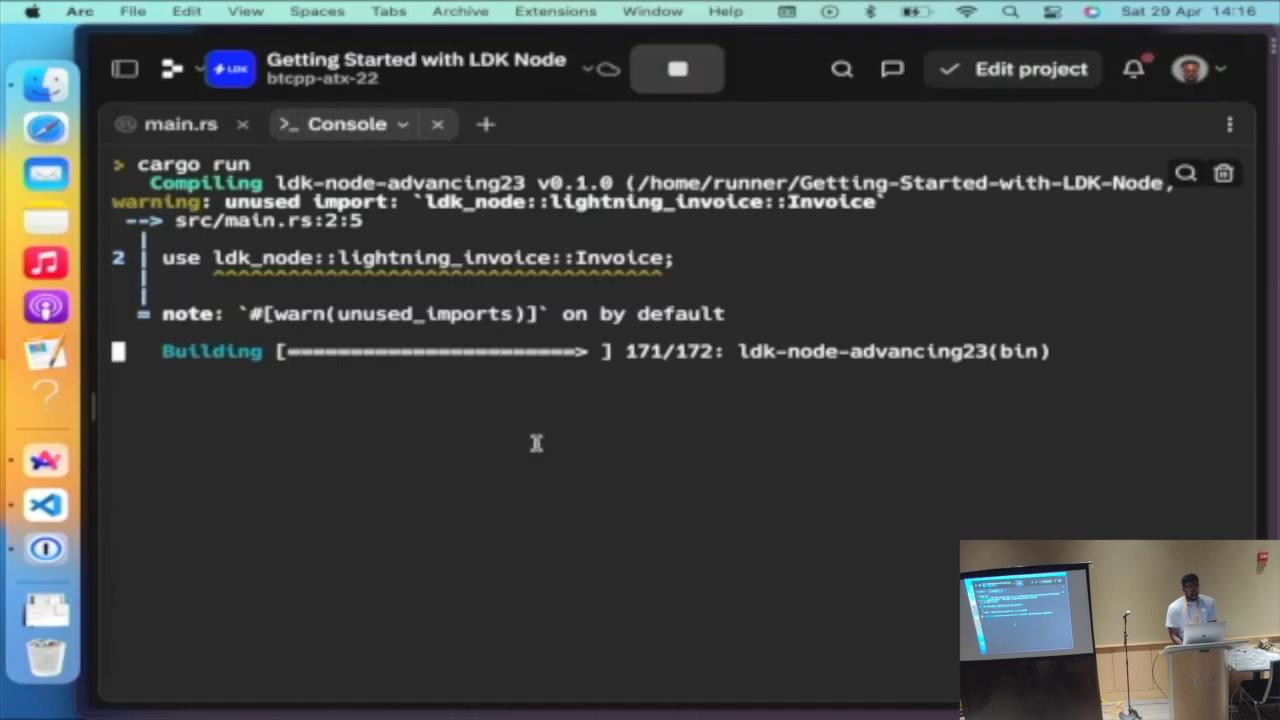 Arc File Edit View Spaces Tabs Archive Extensions Window Help Sat 29 Apr 14:16
LDK Getting Started with LDK Node
btcpp-atx-22
Edit project
main.rs × >_ Console × +
> cargo run
Compiling ldk-node-advancing23 v0.1.0 (/home/runner/Getting-Started-with-LDK-Node,
warning: unused import: `ldk_node::lightning_invoice::Invoice`
--> src/main.rs:2:5
|
2 | use ldk_node::lightning_invoice::Invoice;
| ^^^^^^^^^^^^^^^^^^^^^^^^^^^^^^^^^^^^
|
= note: `#[warn(unused_imports)]` on by default
Building [=======================> ] 171/172: ldk-node-advancing23(bin)